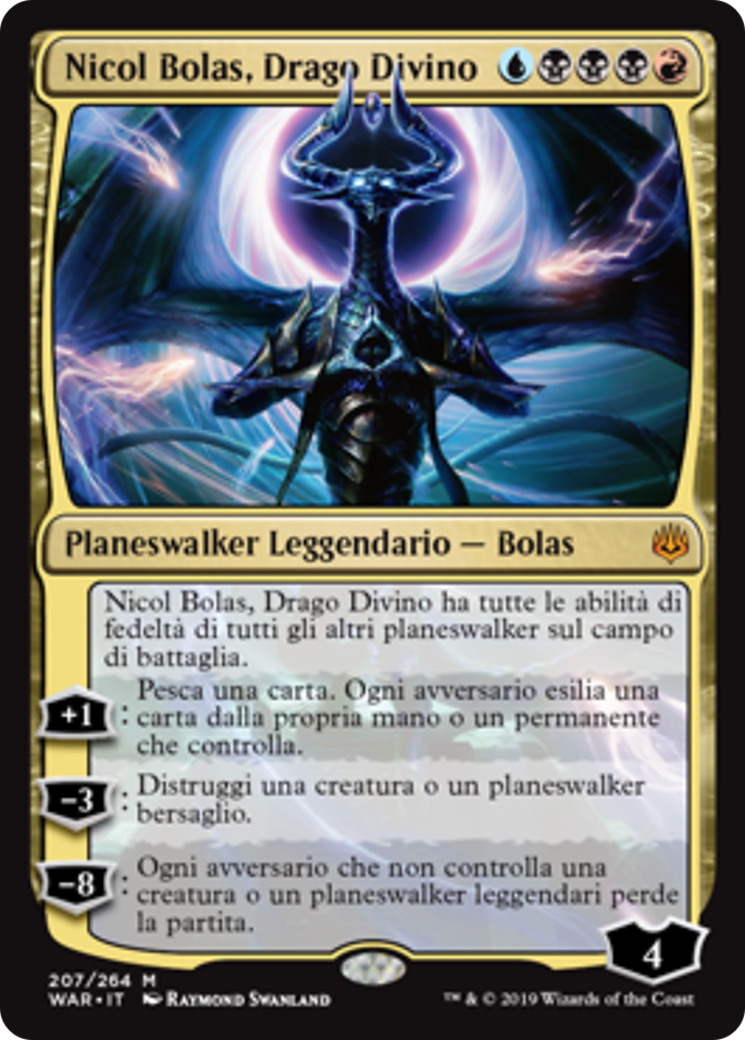 Nicol Bolas, Drago Divino
Planeswalker Leggendario — Bolas
Nicol Bolas, Drago Divino ha tutte le abilità di
fedeltà di tutti gli altri planeswalker sul campo
di battaglia.
+1: Pesca una carta. Ogni avversario esilia una
carta dalla propria mano o un permanente
che controlla.
−3: Distruggi una creatura o un planeswalker
bersaglio.
−8: Ogni avversario che non controlla una
creatura o un planeswalker leggendari perde
la partita.
4
207/264 M
WAR • IT Raymond Swanland
™ & © 2019 Wizards of the Coast